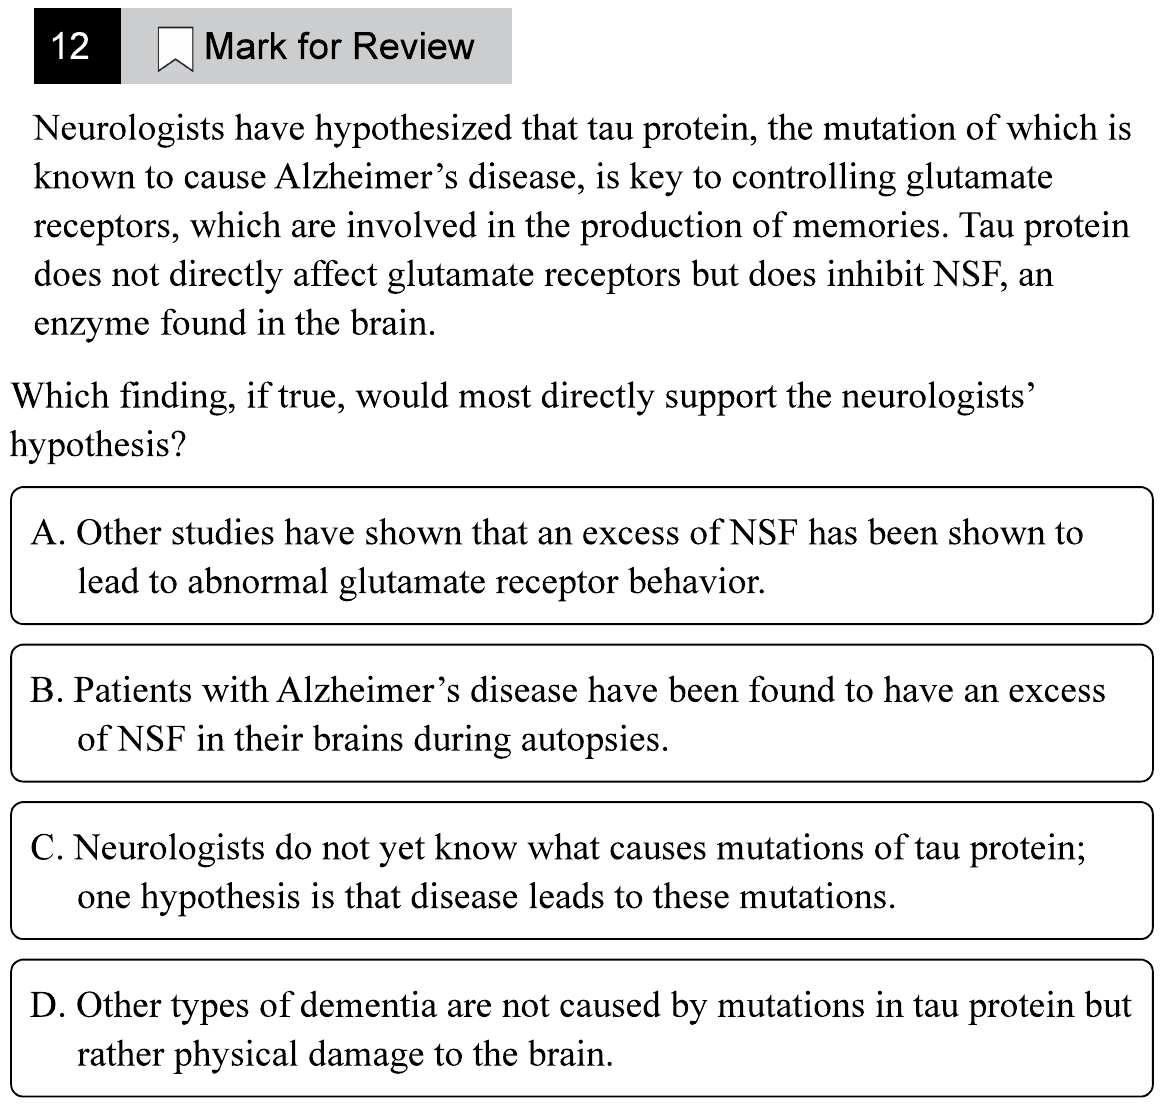 12 Mark for Review
Neurologists have hypothesized that tau protein, the mutation of which is
known to cause Alzheimer’s disease, is key to controlling glutamate
receptors, which are involved in the production of memories. Tau protein
does not directly affect glutamate receptors but does inhibit NSF, an
enzyme found in the brain.
Which finding, if true, would most directly support the neurologists’
hypothesis?
A. Other studies have shown that an excess of NSF has been shown to
lead to abnormal glutamate receptor behavior.
B. Patients with Alzheimer’s disease have been found to have an excess
of NSF in their brains during autopsies.
C. Neurologists do not yet know what causes mutations of tau protein;
one hypothesis is that disease leads to these mutations.
D. Other types of dementia are not caused by mutations in tau protein but
rather physical damage to the brain.